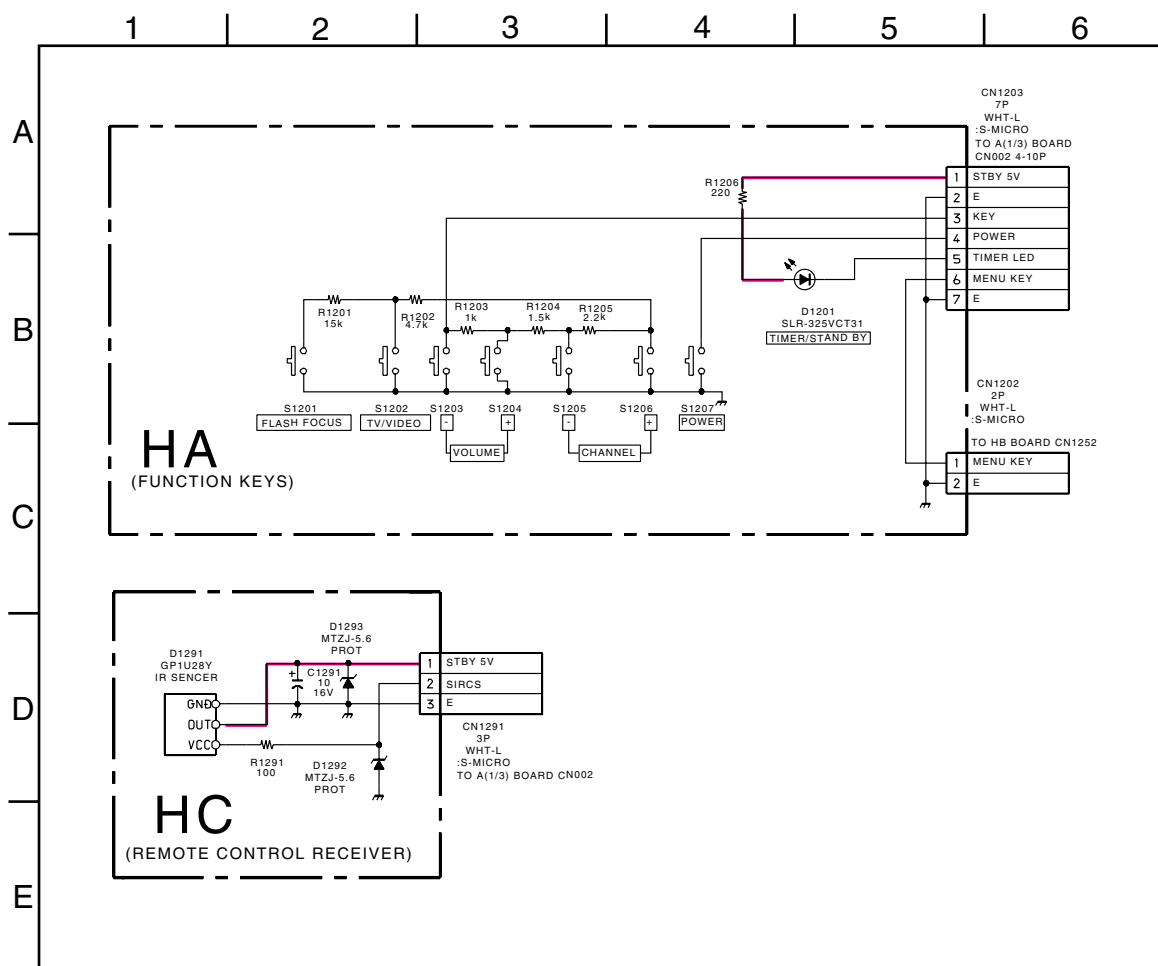 1 2 3 4 5 6
A
B
C
D
E
CN1203
7P
WHT-L
:S-MICRO
TO A(1/3) BOARD
CN002 4-10P
1 STBY 5V
2 E
3 KEY
4 POWER
5 TIMER LED
6 MENU KEY
7 E
R1206
220
R1201
15k
R1202
4.7k
R1203
1k
R1204
1.5k
R1205
2.2k
D1201
SLR-325VCT31
TIMER/STAND BY
S1201
FLASH FOCUS
S1202
TV/VIDEO
S1203
-
S1204
+
VOLUME
S1205
-
S1206
+
CHANNEL
S1207
POWER
CN1202
2P
WHT-L
:S-MICRO
TO HB BOARD CN1252
1 MENU KEY
2 E
HA
(FUNCTION KEYS)
D1291
GP1U28Y
IR SENCER
GND
OUT
VCC
D1293
MTZJ-5.6
PROT
+
C1291
10
16V
R1291
100
D1292
MTZJ-5.6
PROT
1 STBY 5V
2 SIRCS
3 E
CN1291
3P
WHT-L
:S-MICRO
TO A(1/3) BOARD CN002
HC
(REMOTE CONTROL RECEIVER)